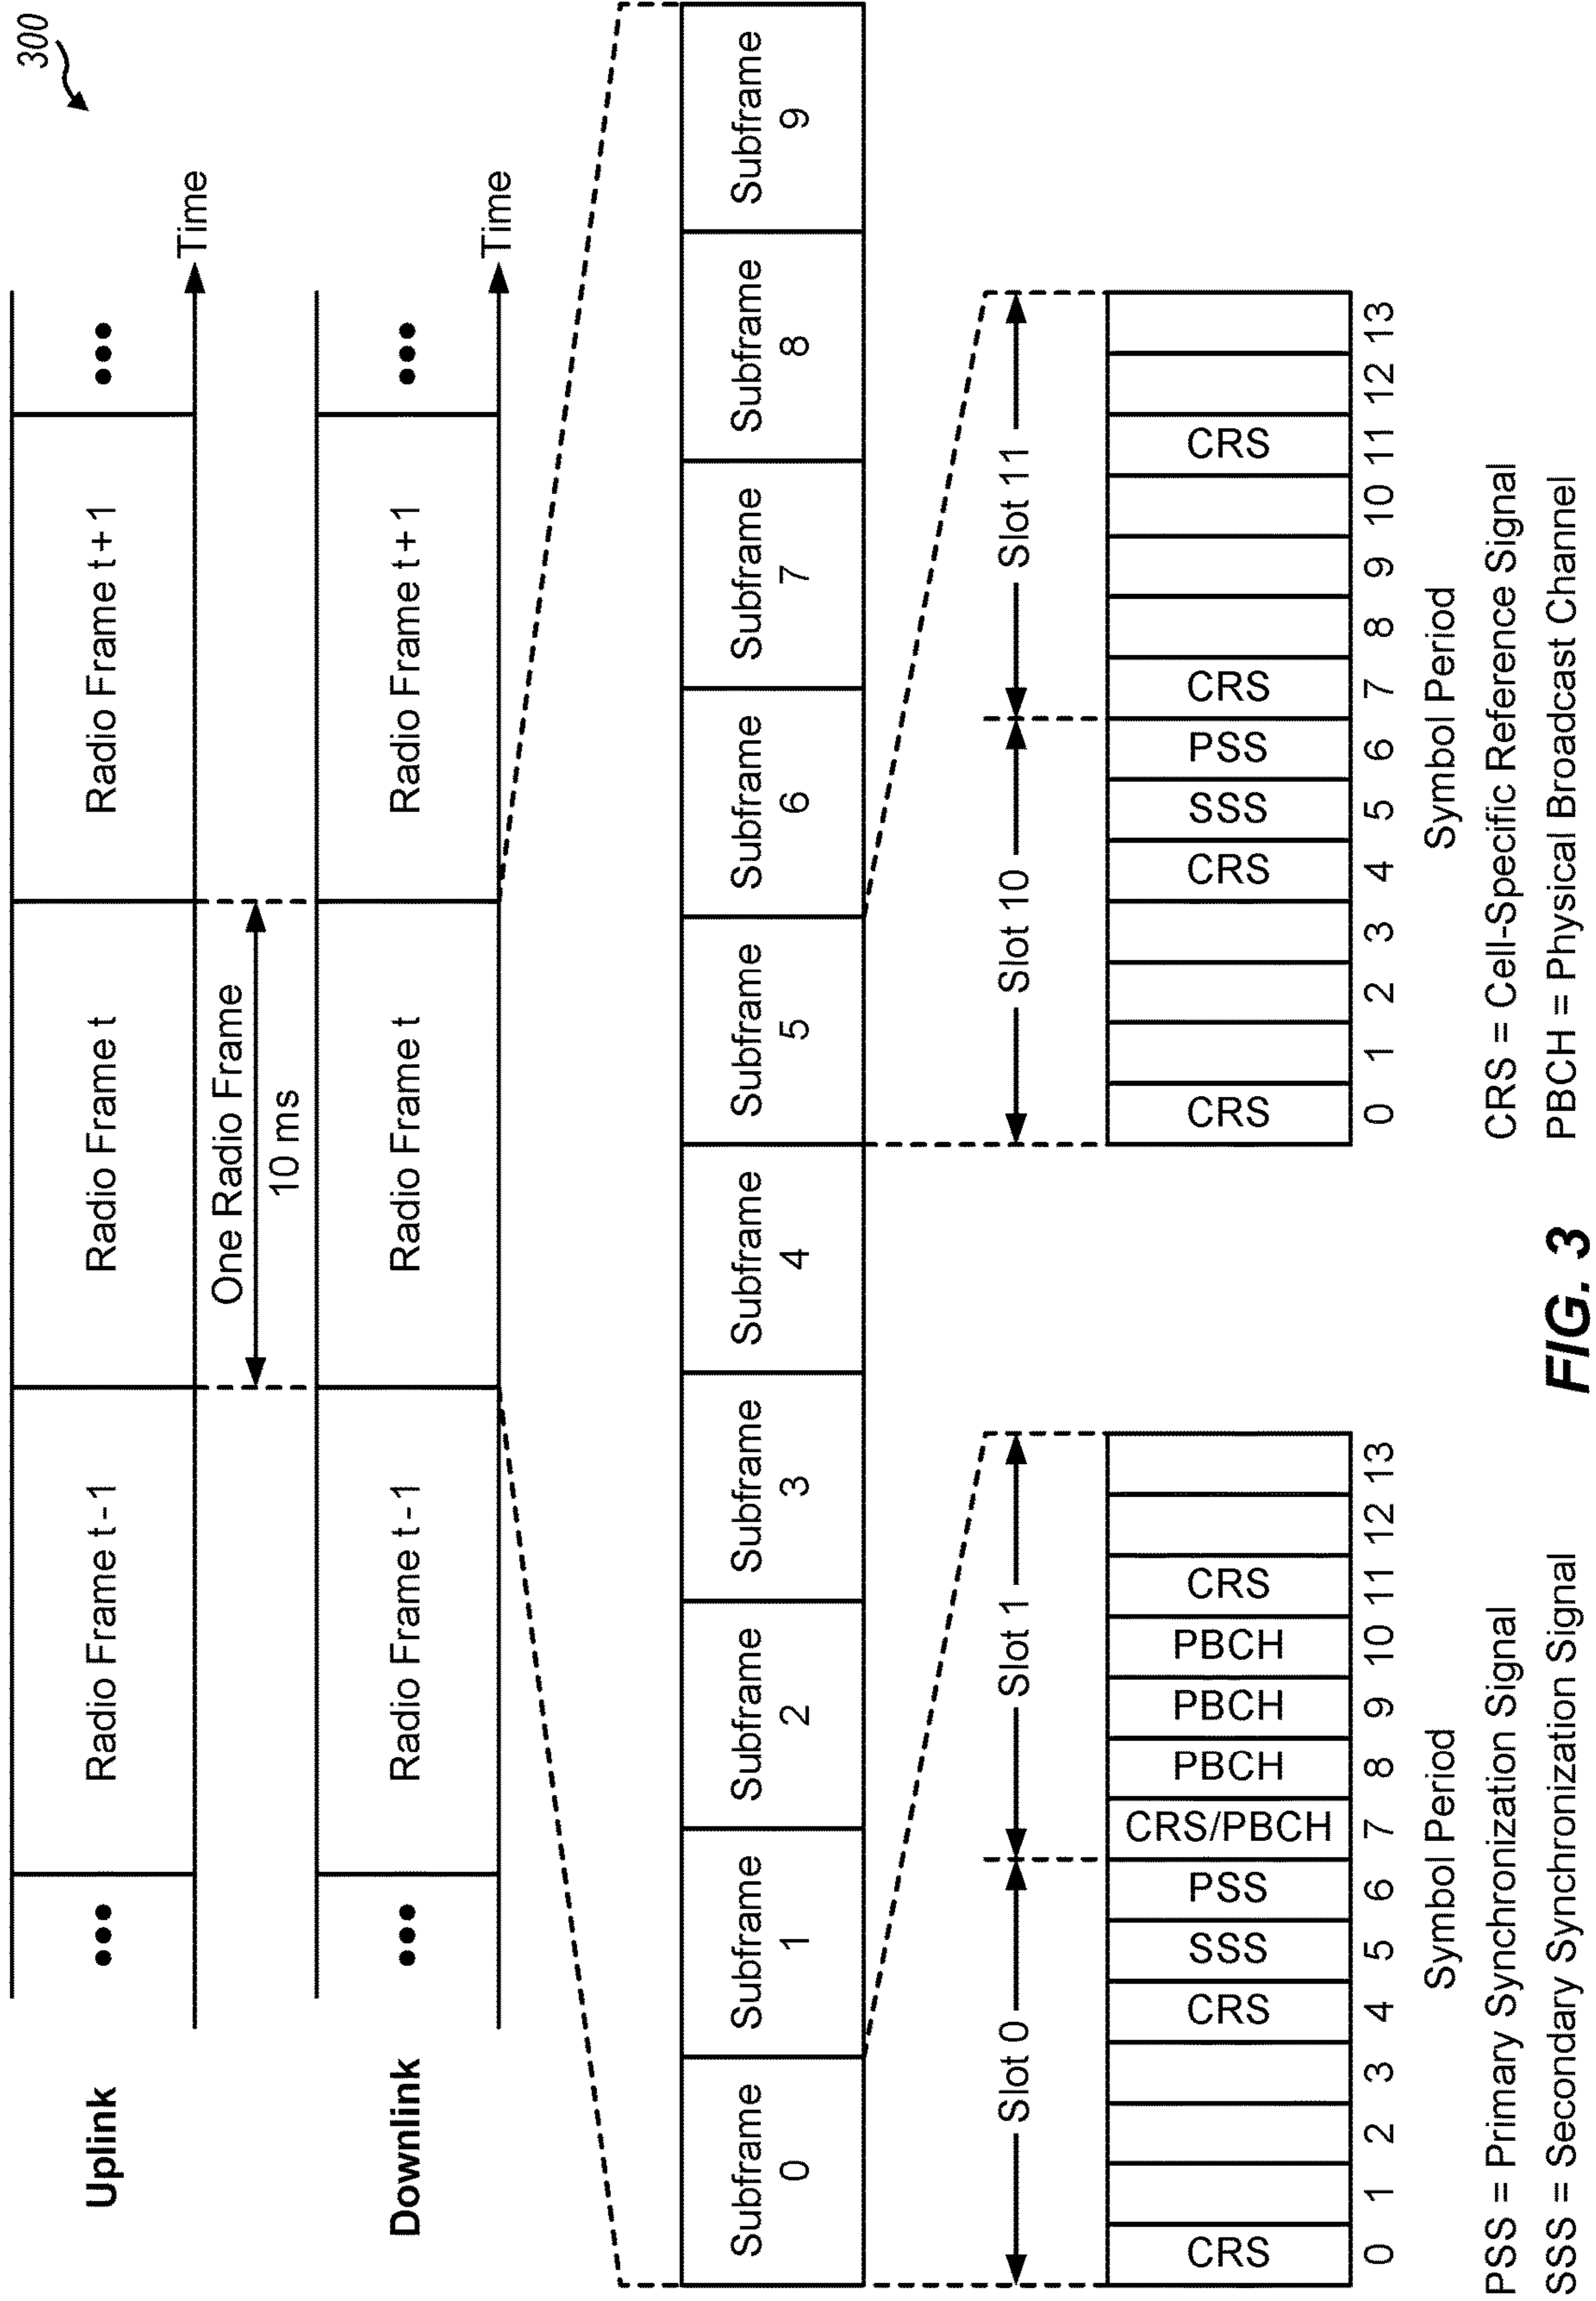 300
Uplink
•••
Radio Frame t-1
Radio Frame t
Radio Frame t+1
•••
Time
One Radio Frame
10 ms
Downlink
•••
Radio Frame t-1
Radio Frame t
Radio Frame t+1
•••
Time
Subframe
0
Subframe
1
Subframe
2
Subframe
3
Subframe
4
Subframe
5
Subframe
6
Subframe
7
Subframe
8
Subframe
9
Slot 0
Slot 1
CRS
CRS
SSS
PSS
CRS/PBCH
PBCH
PBCH
PBCH
CRS
0 1 2 3 4 5 6 7 8 9 10 11 12 13
Symbol Period
Slot 10
Slot 11
CRS
CRS
SSS
PSS
CRS
CRS
0 1 2 3 4 5 6 7 8 9 10 11 12 13
Symbol Period
PSS = Primary Synchronization Signal
SSS = Secondary Synchronization Signal
CRS = Cell-Specific Reference Signal
PBCH = Physical Broadcast Channel
FIG. 3